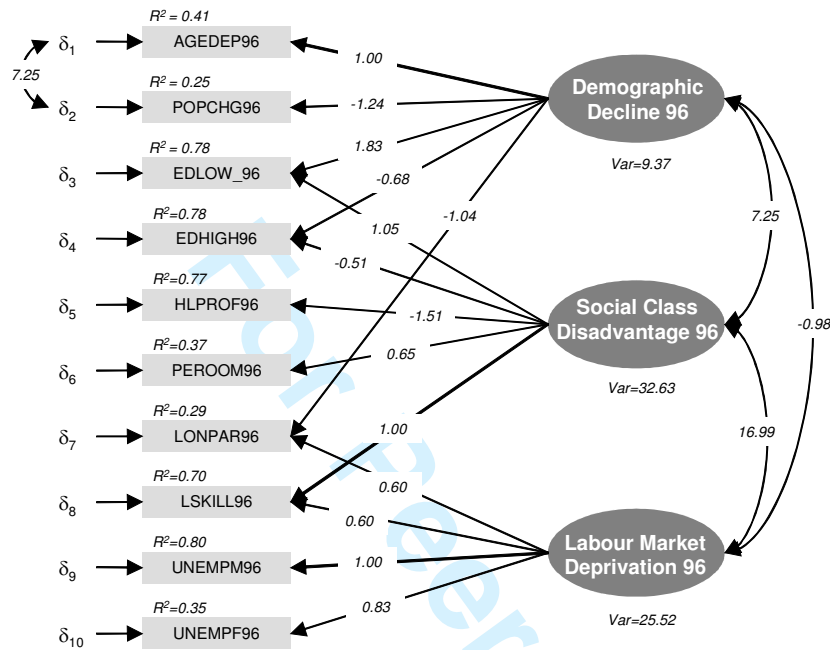 R² = 0.41
δ1
AGEDEP96
1.00
7.25
R² = 0.25
δ2
POPCHG96
-1.24
Demographic
Decline 96
Var=9.37
R² = 0.78
δ3
EDLOW_96
1.83
R²=0.78
δ4
EDHIGH96
-0.68
-1.04
1.05
7.25
-0.51
R²=0.77
δ5
HLPROF96
-1.51
Social Class
Disadvantage 96
-0.98
R²=0.37
δ6
PEROOM96
0.65
Var=32.63
R²=0.29
δ7
LONPAR96
1.00
16.99
R²=0.70
δ8
LSKILL96
0.60
0.60
R²=0.80
δ9
UNEMPM96
1.00
Labour Market
Deprivation 96
R²=0.35
δ10
UNEMPF96
0.83
Var=25.52
For Peer